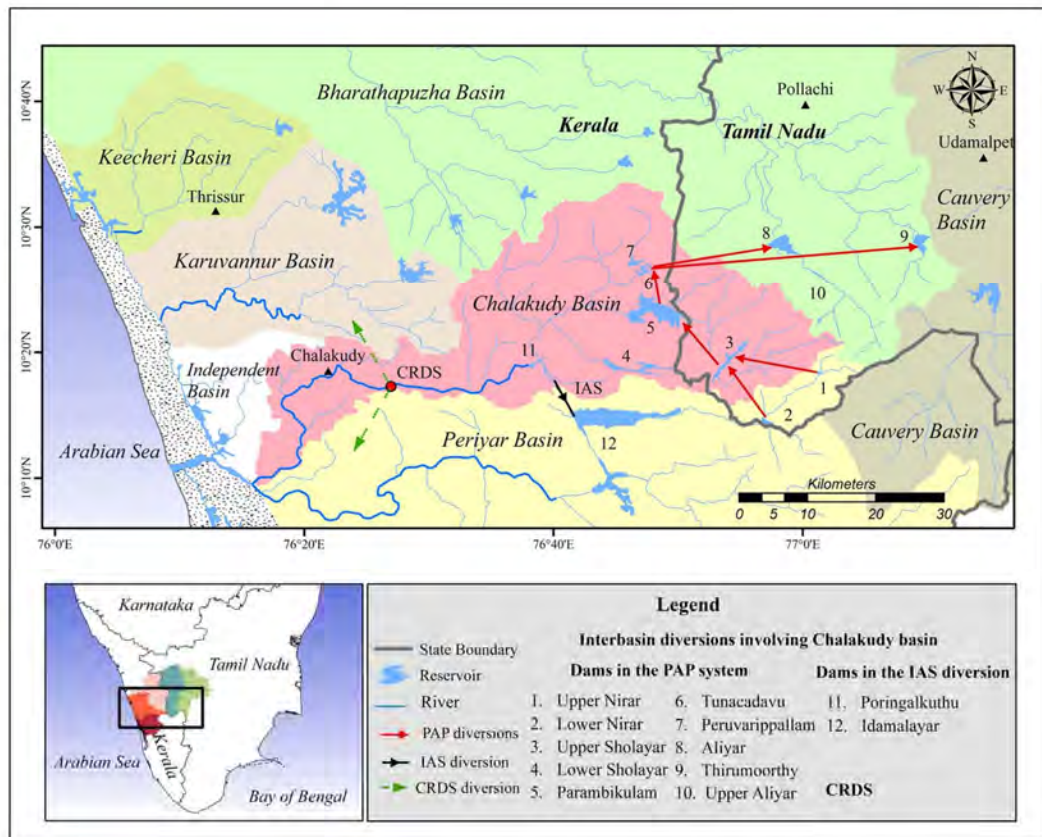 Bharathapuzha Basin
Pollachi
N
W E
S
10°40'N
Kerala
Tamil Nadu
Keecheri Basin
Udamalpet
Thrissur
Cauvery
Basin
10°30'N
8
9
7
Karuvannur Basin
6
10
Chalakudy Basin
5
3
10°20'N
Chalakudy
11
4
CRDS
Independent
Basin
IAS
1
2
Periyar Basin
12
Cauvery Basin
Arabian Sea
10°10'N
Kilometers
0 5 10 20 30
76°0'E
76°20'E
76°40'E
77°0'E
Karnataka
Tamil Nadu
Kerala
Arabian Sea
Bay of Bengal
Legend
Interbasin diversions involving Chalakudy basin
State Boundary
Reservoir
River
PAP diversions
IAS diversion
CRDS diversion
Dams in the PAP system
1. Upper Nirar
2. Lower Nirar
3. Upper Sholayar
4. Lower Sholayar
5. Parambikulam
6. Tunacadavu
7. Peruvarippallam
8. Aliyar
9. Thirumoorthy
10. Upper Aliyar
Dams in the IAS diversion
11. Poringalkuthu
12. Idamalayar
CRDS